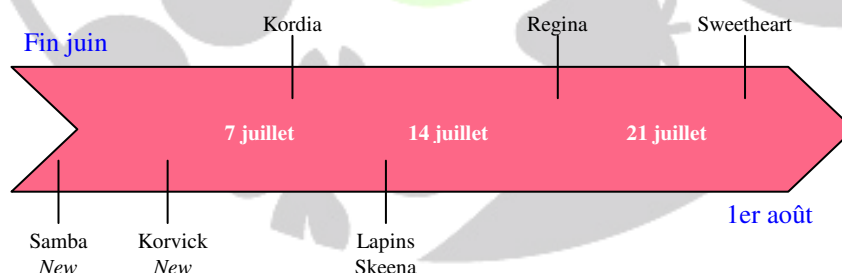 Kordia
Regina
Sweetheart
Fin juin
7 juillet
14 juillet
21 juillet
1er août
Samba
New
Korvick
New
Lapins
Skeena